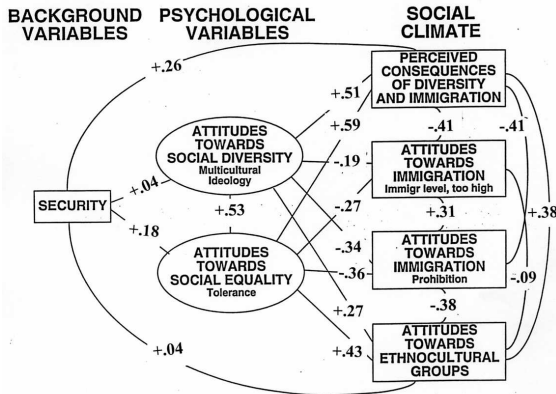 BACKGROUND VARIABLES
PSYCHOLOGICAL VARIABLES
SOCIAL CLIMATE
+.26
PERCEIVED
CONSEQUENCES
OF DIVERSITY
AND IMMIGRATION
+.51
+.59
-.41
-.41
ATTITUDES
TOWARDS
SOCIAL DIVERSITY
Multicultural
Ideology
-.19
ATTITUDES
TOWARDS
IMMIGRATION
Immigr level, too high
+.04
SECURITY
+.53
-.27
+.31
+.38
+.18
-.34
ATTITUDES
TOWARDS
IMMIGRATION
Prohibition
ATTITUDES
TOWARDS
SOCIAL EQUALITY
Tolerance
-.36
-.09
+.27
-.38
+.04
+.43
ATTITUDES
TOWARDS
ETHNOCULTURAL
GROUPS